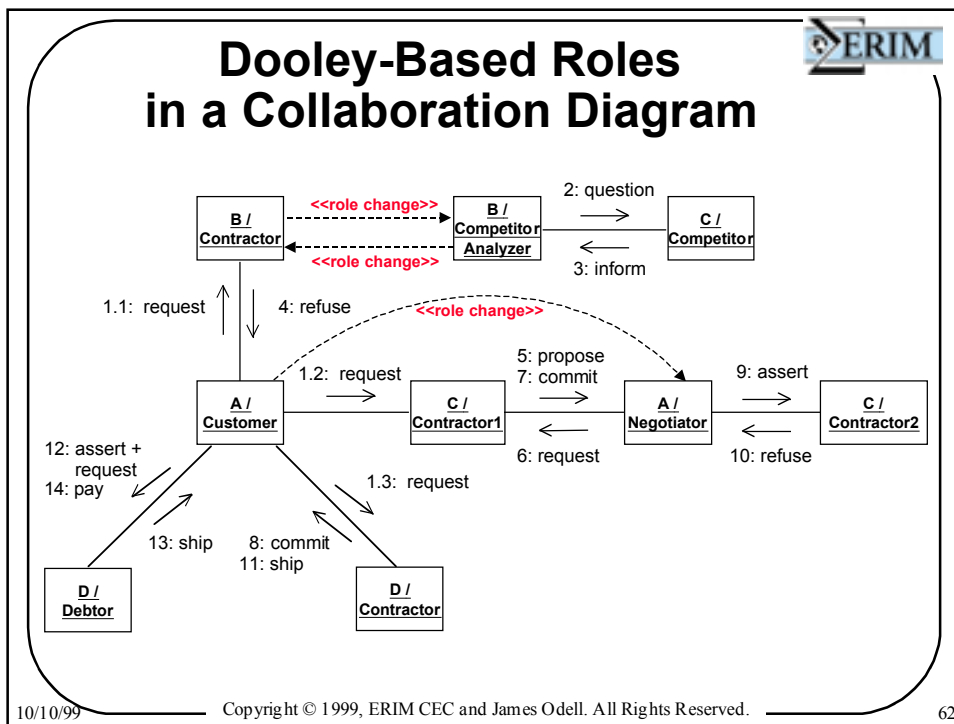 Dooley-Based Roles
in a Collaboration Diagram
ERIM
B /
Contractor
<<role change>>
<<role change>>
B /
Competitor
Analyzer
2: question
3: inform
C /
Competitor
1.1: request
4: refuse
<<role change>>
A /
Customer
1.2: request
C /
Contractor1
5: propose
7: commit
6: request
A /
Negotiator
9: assert
10: refuse
C /
Contractor2
12: assert +
request
14: pay
13: ship
1.3: request
8: commit
11: ship
D /
Debtor
D /
Contractor
10/10/99
Copyright © 1999, ERIM CEC and James Odell. All Rights Reserved.
62